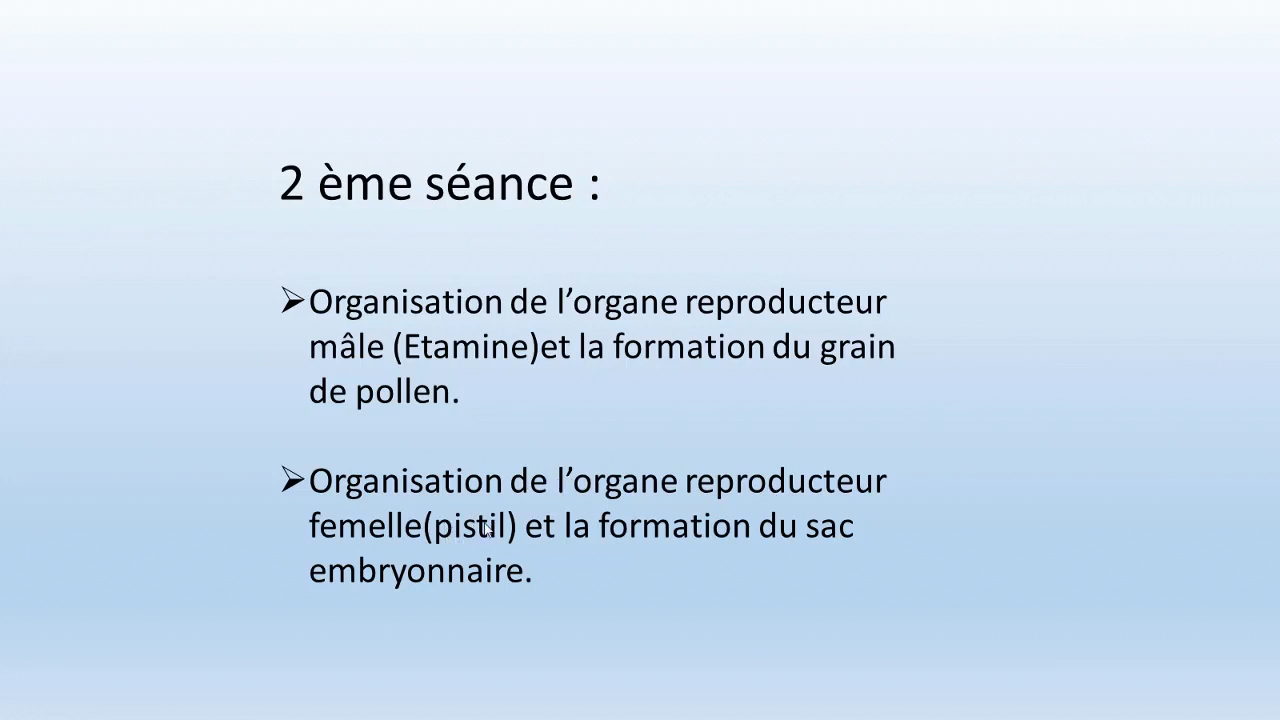 2 ème séance :
➢Organisation de l’organe reproducteur
mâle (Etamine)et la formation du grain
de pollen.
➢Organisation de l’organe reproducteur
femelle(pistil) et la formation du sac
embryonnaire.